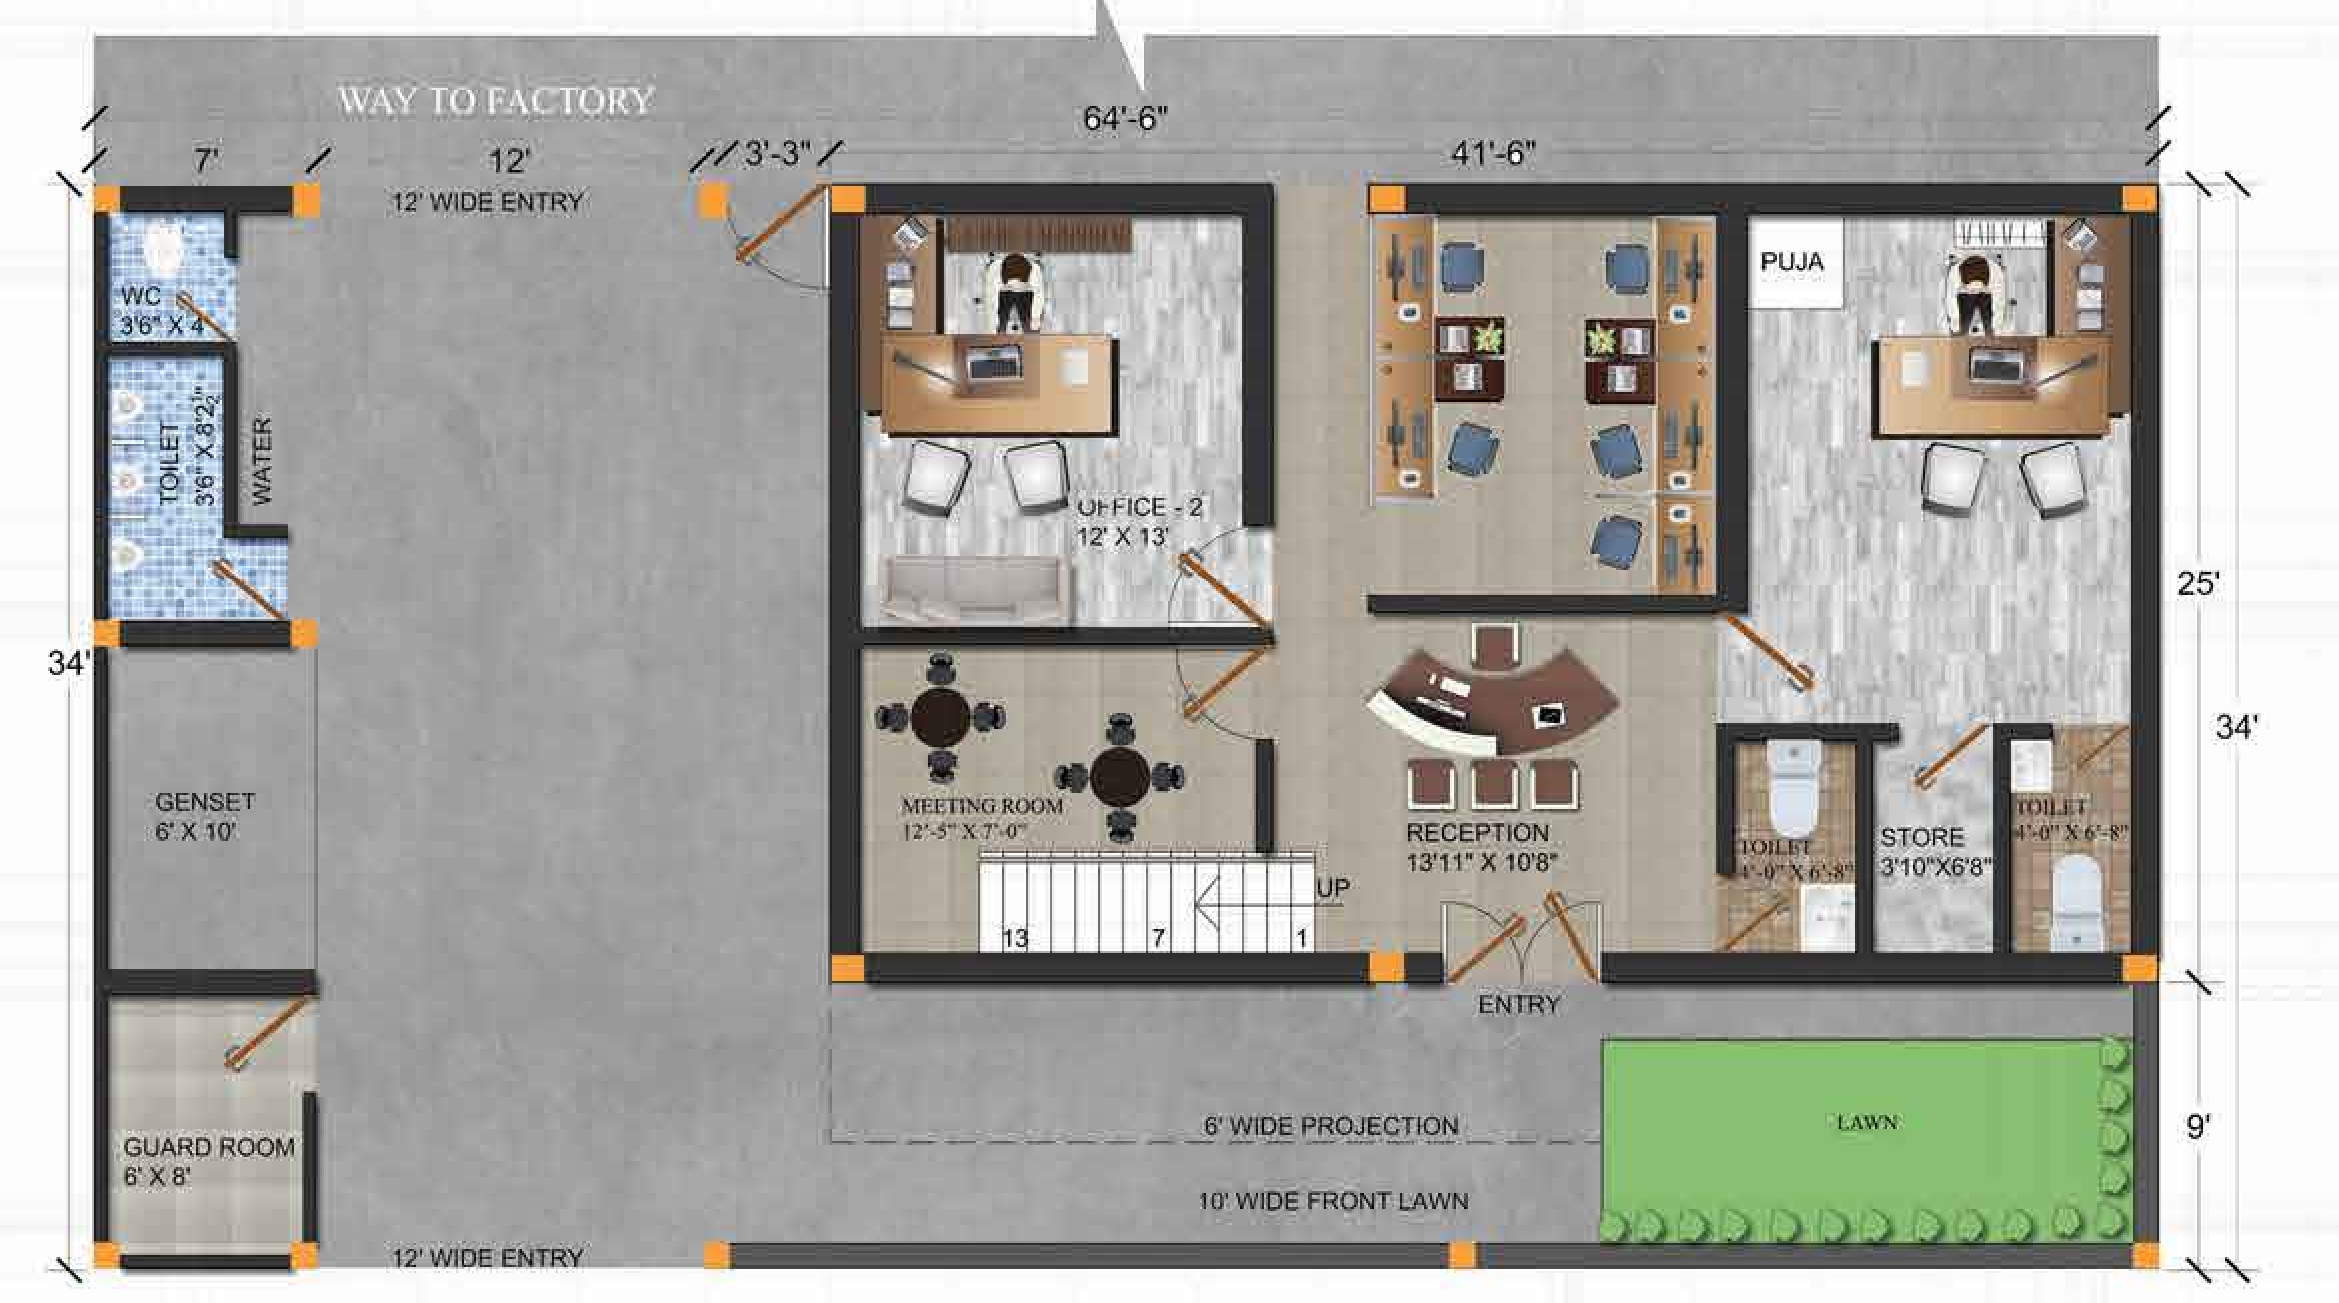 WAY TO FACTORY
64'-6"
7'
12'
3'-3"
41'-6"
12' WIDE ENTRY
PUJA
WC
3'6" X 4'
TOILET
3'6" X 8'2½"
WATER
OFFICE - 2
12' X 13'
25'
34'
34'
GENSET
6' X 10'
MEETING ROOM
12'-5" X 7'-0"
RECEPTION
13'11" X 10'8"
TOILET
4'-0" X 6'-8"
STORE
3'10"X6'8"
TOILET
4'-0" X 6'-8"
UP
13
7
1
ENTRY
GUARD ROOM
6' X 8'
6' WIDE PROJECTION
LAWN
9'
10' WIDE FRONT LAWN
12' WIDE ENTRY